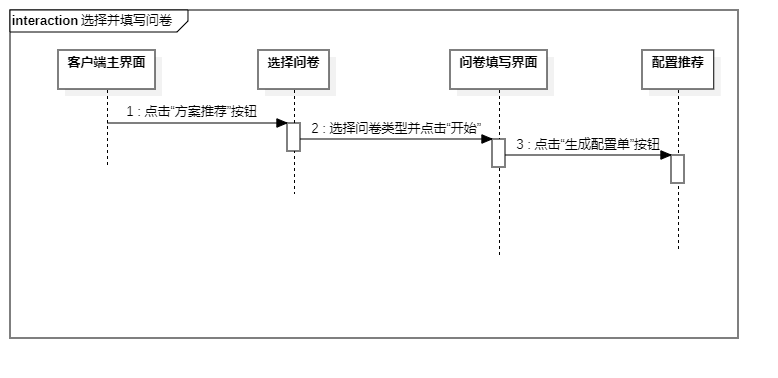 interaction 选择并填写问卷
客户端主界面
选择问卷
问卷填写界面
配置推荐
1 : 点击“方案推荐”按钮
2 : 选择问卷类型并点击“开始”
3 : 点击“生成配置单”按钮